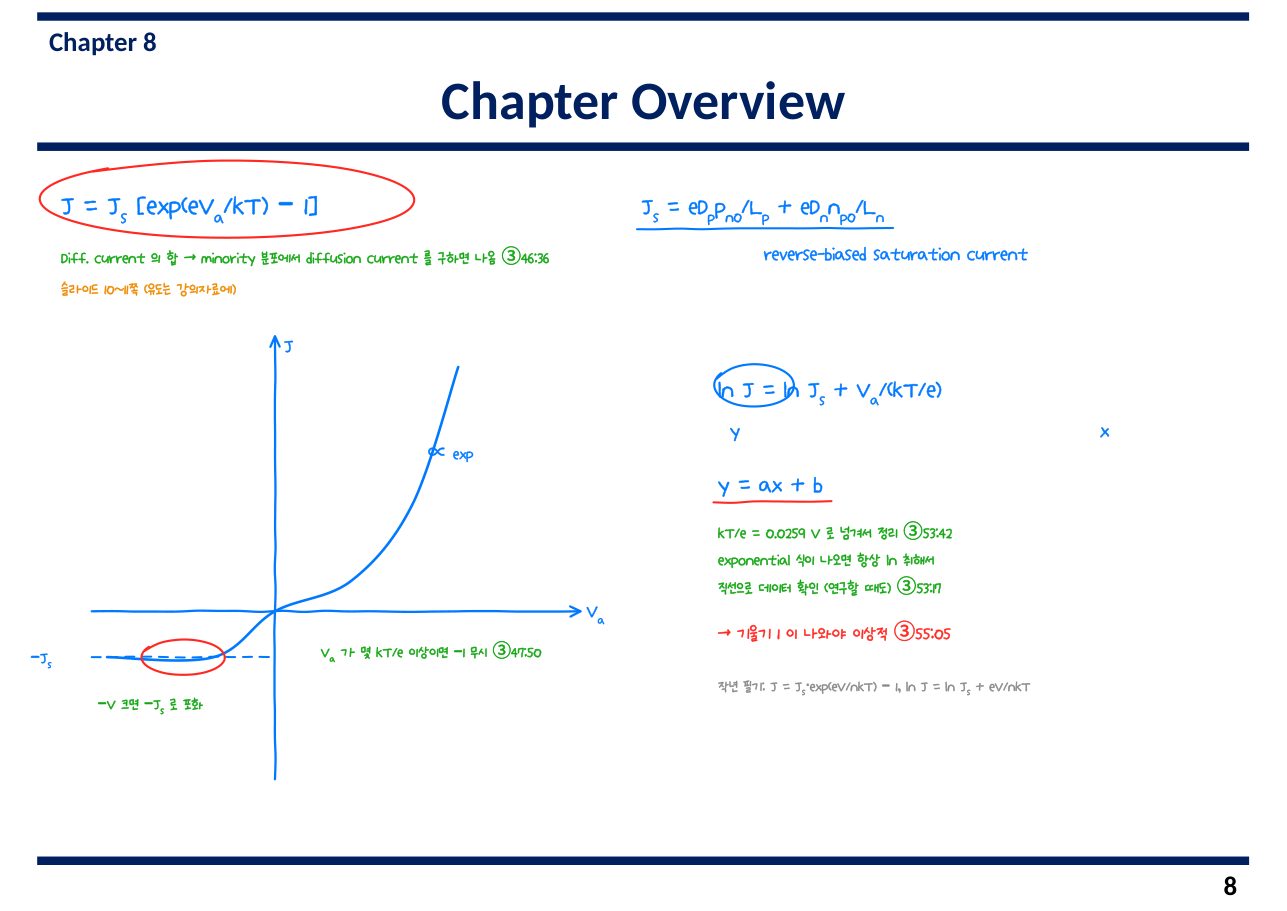 Chapter 8
Chapter Overview
J = Js [exp(eVa/kT) − 1]
Diff. current 의 합 → minority 분포에서 diffusion current 를 구하면 나옴 ③46:36
슬라이드 10~11쪽 (유도는 강의자료에)
Js = eDppn0/Lp + eDnnp0/Ln
reverse-biased saturation current
J
∝ exp
Va
−Js
Va 가 몇 kT/e 이상이면 −1 무시 ③47:50
−V 크면 −Js 로 포화
ln J = ln Js + Va/(kT/e)
y x
y = ax + b
kT/e = 0.0259 V 로 넘겨서 정리 ③53:42
exponential 식이 나오면 항상 ln 취해서
직선으로 데이터 확인 (연구할 때도) ③53:17
→ 기울기 1 이 나와야 이상적 ③55:05
작년 필기: J = Js·exp(eV/nkT) − 1, ln J = ln Js + eV/nkT
8